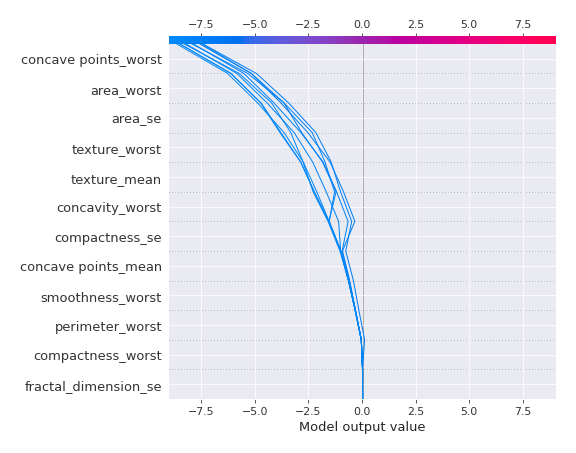 −7.5 −5.0 −2.5 0.0 2.5 5.0 7.5
concave points_worst
area_worst
area_se
texture_worst
texture_mean
concavity_worst
compactness_se
concave points_mean
smoothness_worst
perimeter_worst
compactness_worst
fractal_dimension_se
−7.5 −5.0 −2.5 0.0 2.5 5.0 7.5
Model output value